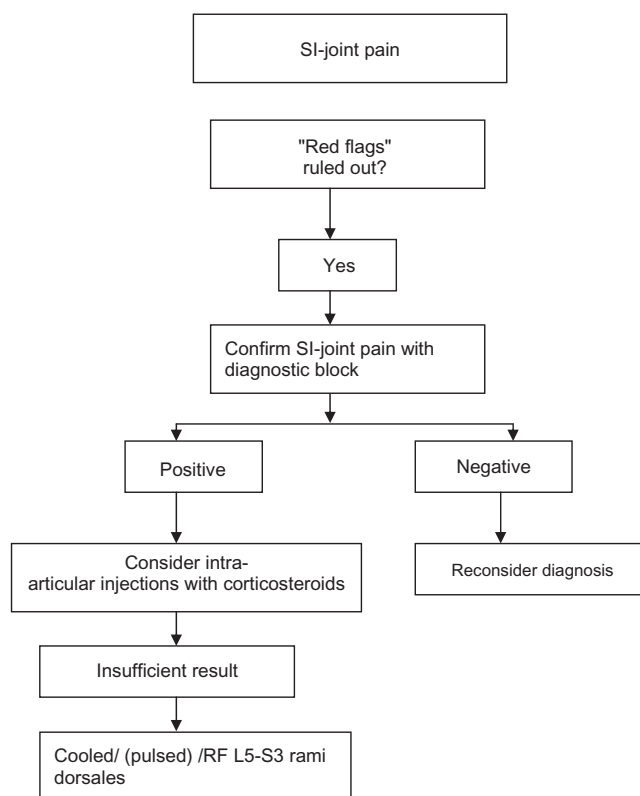 SI-joint pain
"Red flags"
ruled out?
Yes
Confirm SI-joint pain with
diagnostic block
Positive
Negative
Consider intra-
articular injections with corticosteroids
Reconsider diagnosis
Insufficient result
Cooled/ (pulsed) /RF L5-S3 rami
dorsales